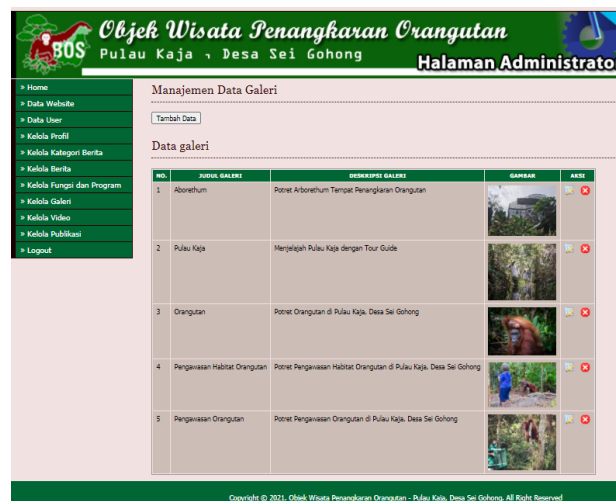 BOS
Objek Wisata Penangkaran Orangutan
Pulau Kaja , Desa Sei Gohong
Halaman Administrato
» Home
» Data Website
» Data User
» Kelola Profil
» Kelola Kategori Berita
» Kelola Berita
» Kelola Fungsi dan Program
» Kelola Galeri
» Kelola Video
» Kelola Publikasi
» Logout
Manajemen Data Galeri
Tambah Data
Data galeri
NO. JUDUL GALERI DESKRIPSI GALERI GAMBAR AKSI
1 Aborethum Potret Arborethum Tempat Penangkaran Orangutan
2 Pulau Kaja Menjelajah Pulau Kaja dengan Tour Guide
3 Orangutan Potret Orangutan di Pulau Kaja, Desa Sei Gohong
4 Pengawasan Habitat Orangutan Potret Pengawasan Habitat Orangutan di Pulau Kaja, Desa Sei Gohong
5 Pengawasan Orangutan Potret Pengawasan Orangutan di Pulau Kaja, Desa Sei Gohong
Copyright © 2021. Objek Wisata Penangkaran Orangutan - Pulau Kaja, Desa Sei Gohong. All Right Reserved